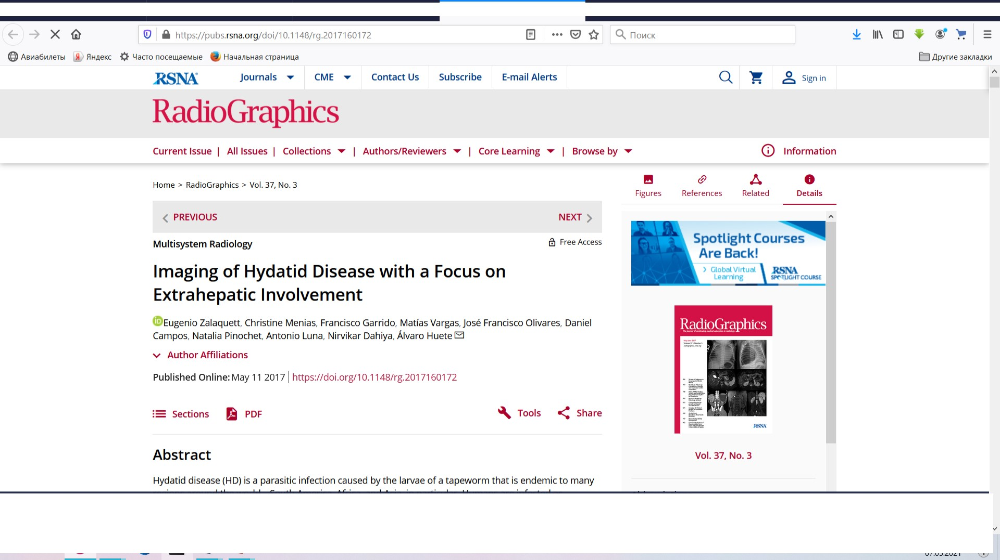 https://pubs.rsna.org/doi/10.1148/rg.2017160172
Поиск
Авиабилеты
Яндекс
Часто посещаемые
Начальная страница
Другие закладки
RSNA
Journals
CME
Contact Us
Subscribe
E-mail Alerts
Sign in
RadioGraphics
Current Issue | All Issues | Collections | Authors/Reviewers | Core Learning | Browse by
Information
Home > RadioGraphics > Vol. 37, No. 3
Figures
References
Related
Details
PREVIOUS
NEXT
Multisystem Radiology
Free Access
Imaging of Hydatid Disease with a Focus on
Extrahepatic Involvement
iD Eugenio Zalaquett, Christine Menias, Francisco Garrido, Matías Vargas, José Francisco Olivares, Daniel
Campos, Natalia Pinochet, Antonio Luna, Nirvikar Dahiya, Álvaro Huete
Author Affiliations
Published Online: May 11 2017 | https://doi.org/10.1148/rg.2017160172
Sections
PDF
Tools
Share
Abstract
Hydatid disease (HD) is a parasitic infection caused by the larvae of a tapeworm that is endemic to many
Spotlight Courses
Are Back!
> Global Virtual
Learning
RSNA
SPOTLIGHT COURSE
RadioGraphics
RSNA
Vol. 37, No. 3